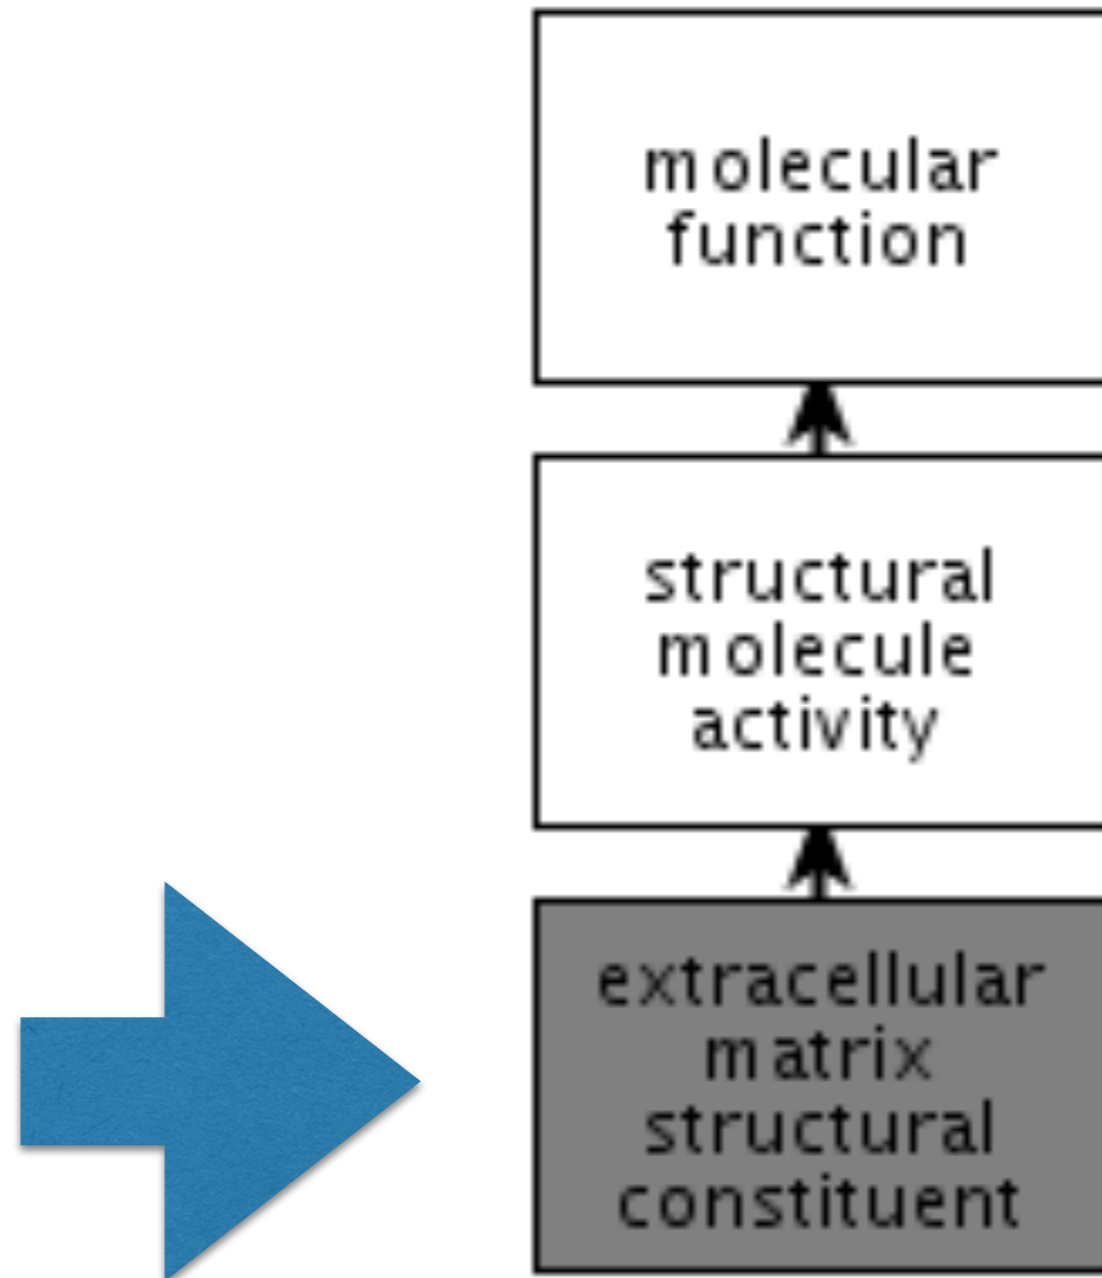 molecular
function
structural
molecule
activity
extracellular
matrix
structural
constituent